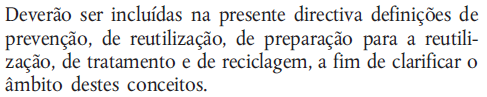 Deverão ser incluídas na presente directiva definições de
prevenção, de reutilização, de preparação para a reutili-
zação, de tratamento e de reciclagem, a fim de clarificar o
âmbito destes conceitos.